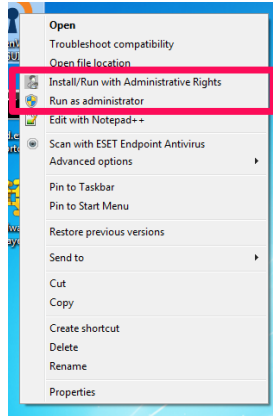 Open
Troubleshoot compatibility
Open file location
Install/Run with Administrative Rights
Run as administrator
Edit with Notepad++
Scan with ESET Endpoint Antivirus
Advanced options
Pin to Taskbar
Pin to Start Menu
Restore previous versions
Send to
Cut
Copy
Create shortcut
Delete
Rename
Properties